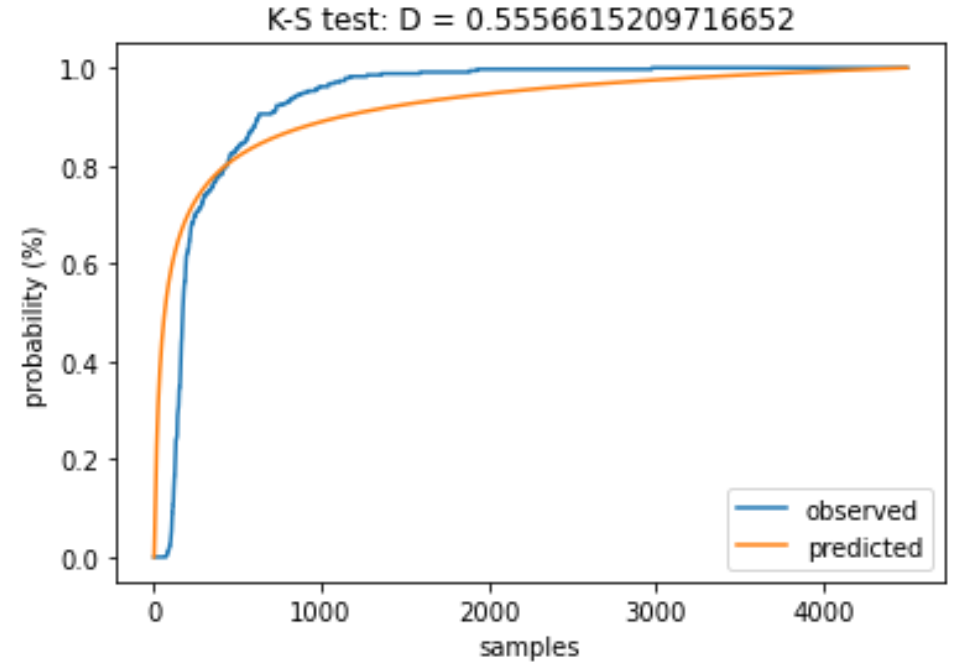 K-S test: D = 0.5556615209716652
1.0
0.8
0.6
0.4
0.2
0.0
probability (%)
observed
predicted
0 1000 2000 3000 4000
samples